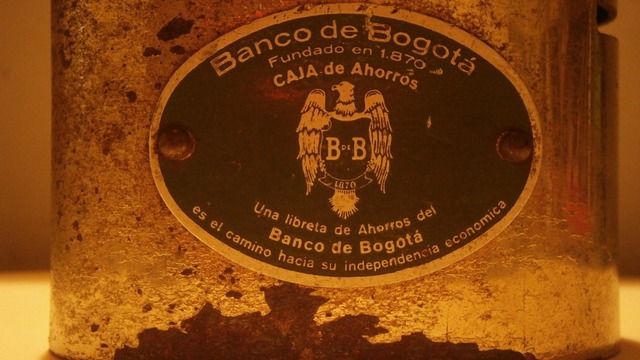 Banco de Bogotá
Fundado en 1.870
CAJA de Ahorros
B DE B
1870
Una libreta de Ahorros del
Banco de Bogotá
es el camino hacia su independencia economica